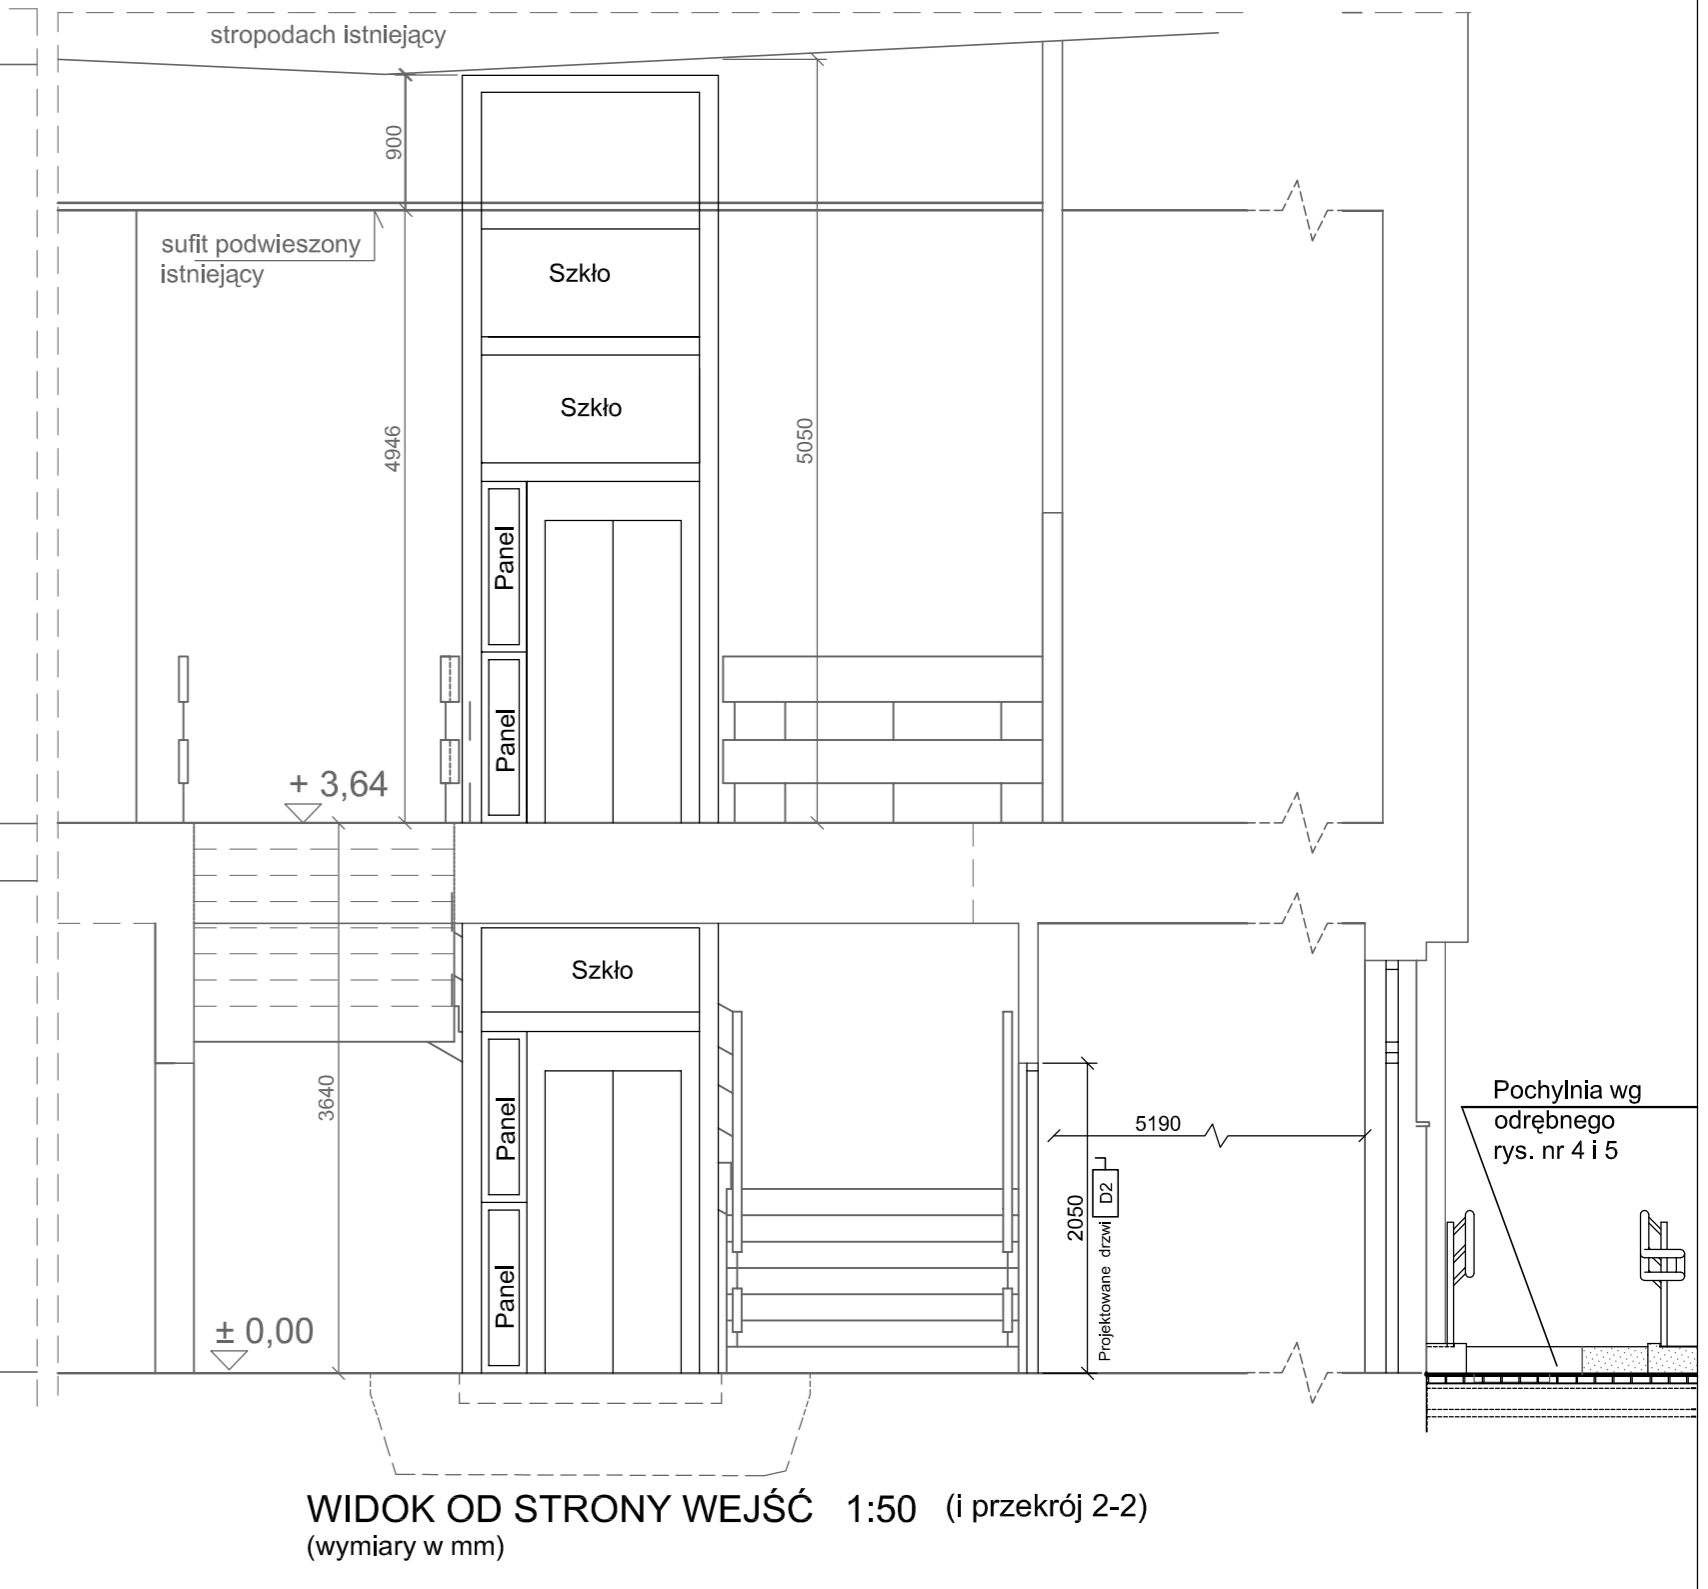 stropodach istniejący
900
sufit podwieszony
istniejący
Szkło
Szkło
4946
5050
Panel
Panel
+ 3,64
Szkło
3640
Panel
Panel
5190
2050
D2
Projektowane drzwi
Pochylnia wg
odrębnego
rys. nr 4 i 5
± 0,00
WIDOK OD STRONY WEJŚĆ 1:50 (i przekrój 2-2)
(wymiary w mm)